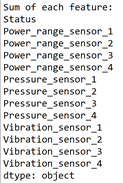 Sum of each feature:
Status
Power_range_sensor_1
Power_range_sensor_2
Power_range_sensor_3
Power_range_sensor_4
Pressure_sensor_1
Pressure_sensor_2
Pressure_sensor_3
Pressure_sensor_4
Vibration_sensor_1
Vibration_sensor_2
Vibration_sensor_3
Vibration_sensor_4
dtype: object